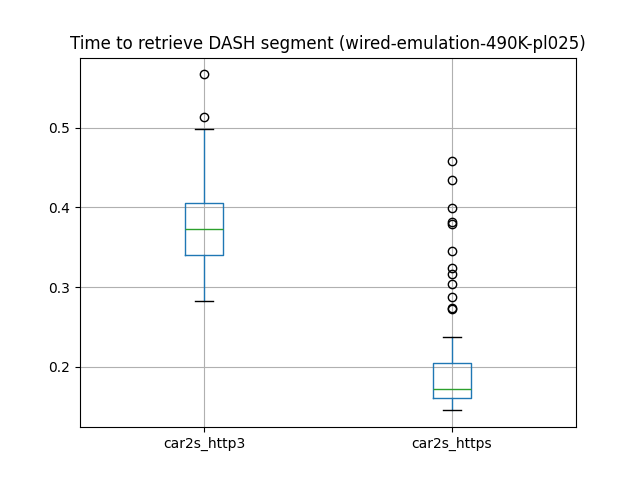 Time to retrieve DASH segment (wired-emulation-490K-pl025)
0.5
0.4
0.3
0.2
car2s_http3
car2s_https